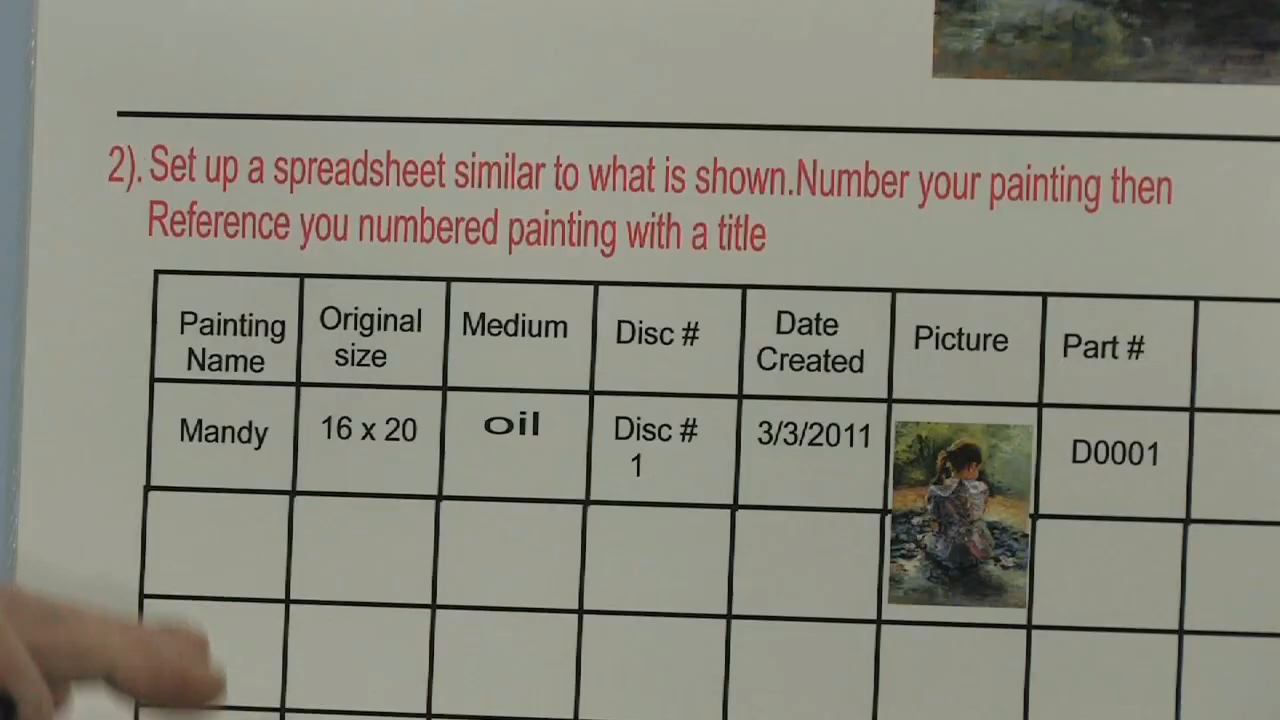 2). Set up a spreadsheet similar to what is shown.Number your painting then
Reference you numbered painting with a title
Painting Name Original size Medium Disc # Date Created Picture Part #
Mandy 16 x 20 oil Disc # 1 3/3/2011 D0001